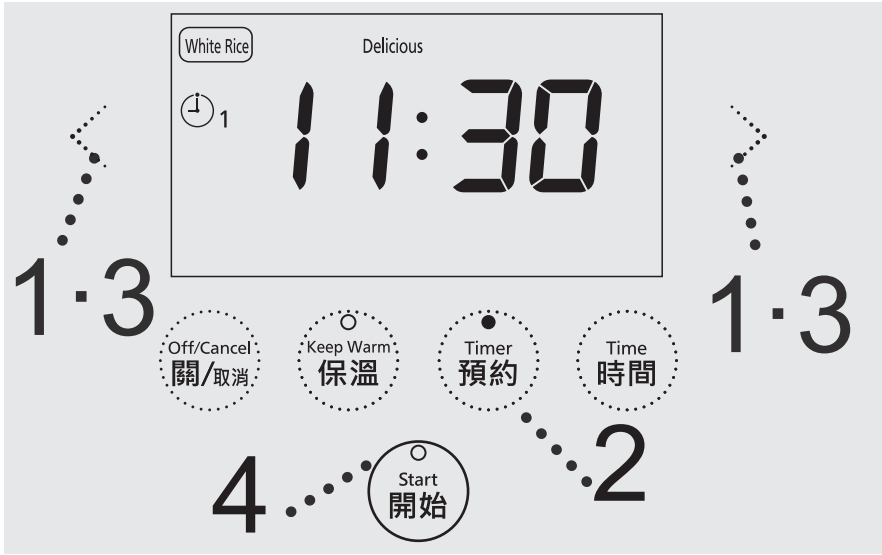 White Rice
Delicious
1
11:30
1·3
1·3
Off/Cancel
關/取消
Keep Warm
保溫
Timer
預約
Time
時間
4
Start
開始
2